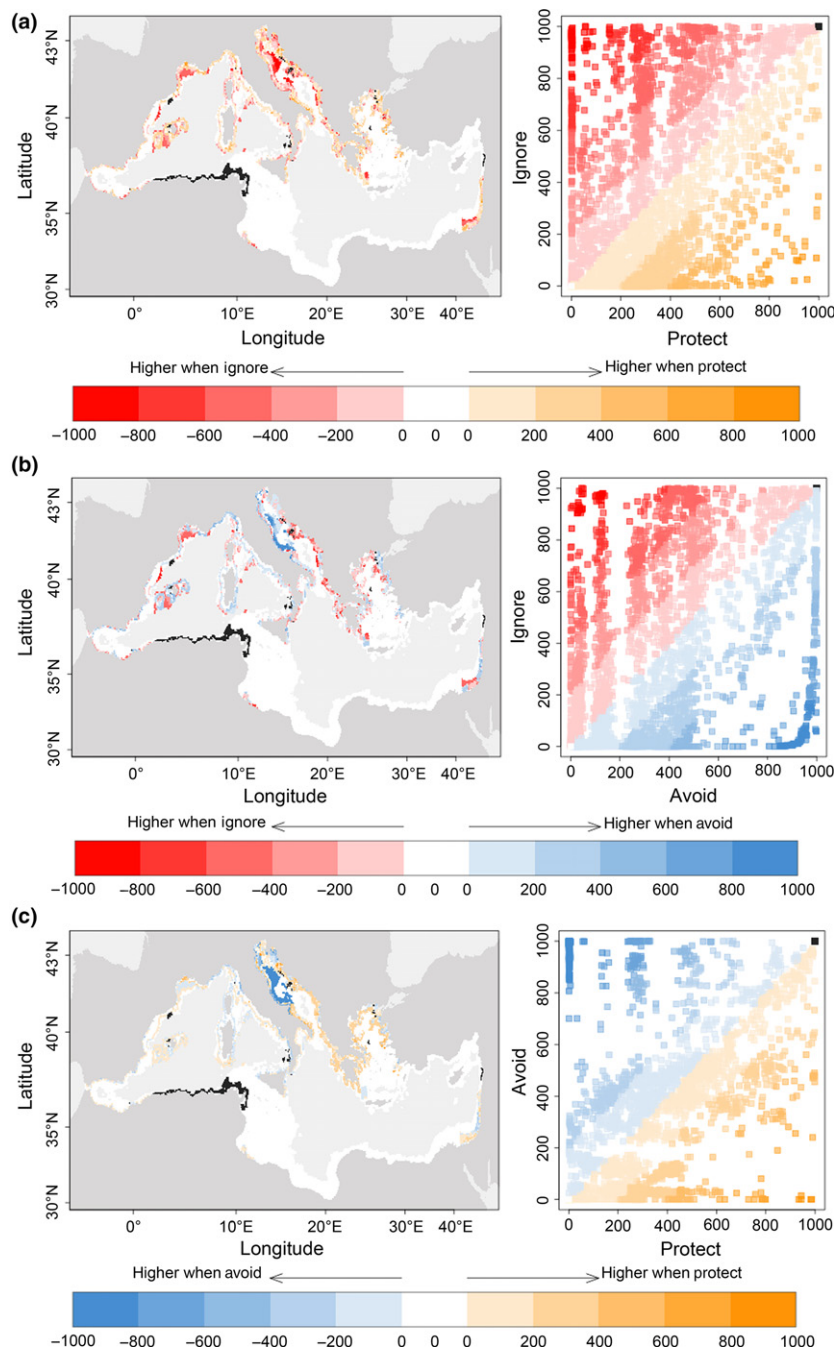 (a)
43°N
40°N
35°N
30°N
Latitude
0°
10°E
20°E
30°E
40°E
Longitude
1000
800
600
400
200
0
Ignore
0
200
400
600
800
1000
Protect
Higher when ignore
Higher when protect
−1000
−800
−600
−400
−200
0
0
200
400
600
800
1000
(b)
43°N
40°N
35°N
30°N
Latitude
0°
10°E
20°E
30°E
40°E
Longitude
1000
800
600
400
200
0
Ignore
0
200
400
600
800
1000
Avoid
Higher when ignore
Higher when avoid
−1000
−800
−600
−400
−200
0
0
200
400
600
800
1000
(c)
43°N
40°N
35°N
30°N
Latitude
0°
10°E
20°E
30°E
40°E
Longitude
1000
800
600
400
200
0
Avoid
0
200
400
600
800
1000
Protect
Higher when avoid
Higher when protect
−1000
−800
−600
−400
−200
0
0
200
400
600
800
1000